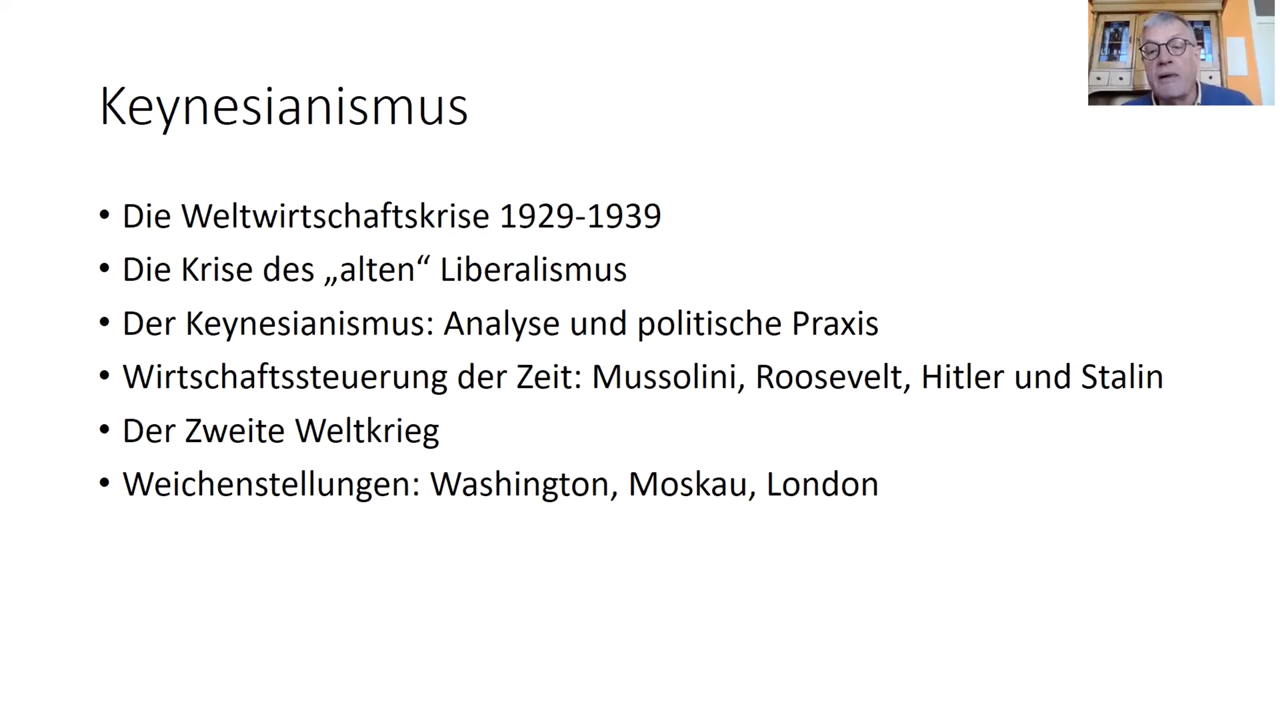 Keynesianismus
• Die Weltwirtschaftskrise 1929-1939
• Die Krise des „alten“ Liberalismus
• Der Keynesianismus: Analyse und politische Praxis
• Wirtschaftssteuerung der Zeit: Mussolini, Roosevelt, Hitler und Stalin
• Der Zweite Weltkrieg
• Weichenstellungen: Washington, Moskau, London